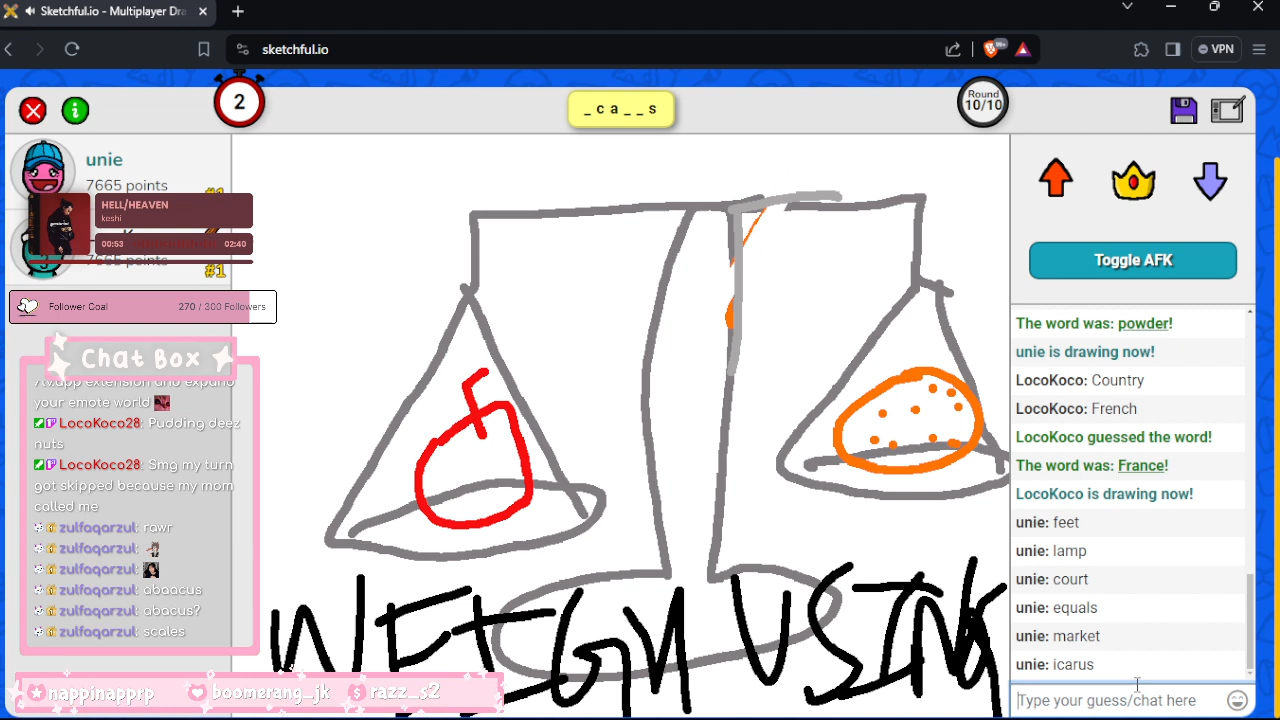 Sketchful.io - Multiplayer Dra
sketchful.io
VPN
2
_ c a _ _ s
Round
10/10
unie
7665 points
#1
HELL/HEAVEN
keshi
00:53
02:40
points
#1
Follower Goal
270 / 300 Followers
Chat Box
your emote world
LocoKoco28: Pudding deez
nuts
LocoKoco28: Smg my turn
got skipped because my mom
called me
zulfaqarzul: rawr
zulfaqarzul:
zulfaqarzul:
zulfaqarzul: abaacus
zulfaqarzul: abacus?
zulfaqarzul: scales
nappinapprp
boomerang_jk
razz_s2
WEIGH USING
Toggle AFK
The word was: powder!
unie is drawing now!
LocoKoco: Country
LocoKoco: French
LocoKoco guessed the word!
The word was: France!
LocoKoco is drawing now!
unie: feet
unie: lamp
unie: court
unie: equals
unie: market
unie: icarus
Type your guess/chat here